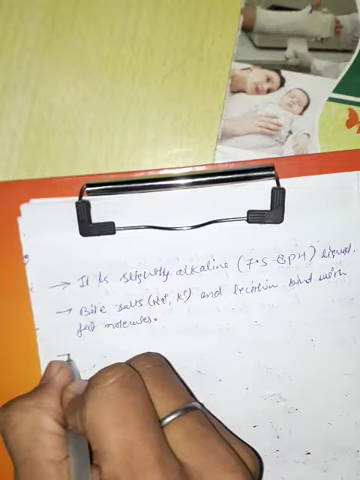 → It is slightly alkaline (7.5-8 PH) liquid.
→ Bile salts (Na⁺, K⁺) and lecithin bind with
fat molecules.